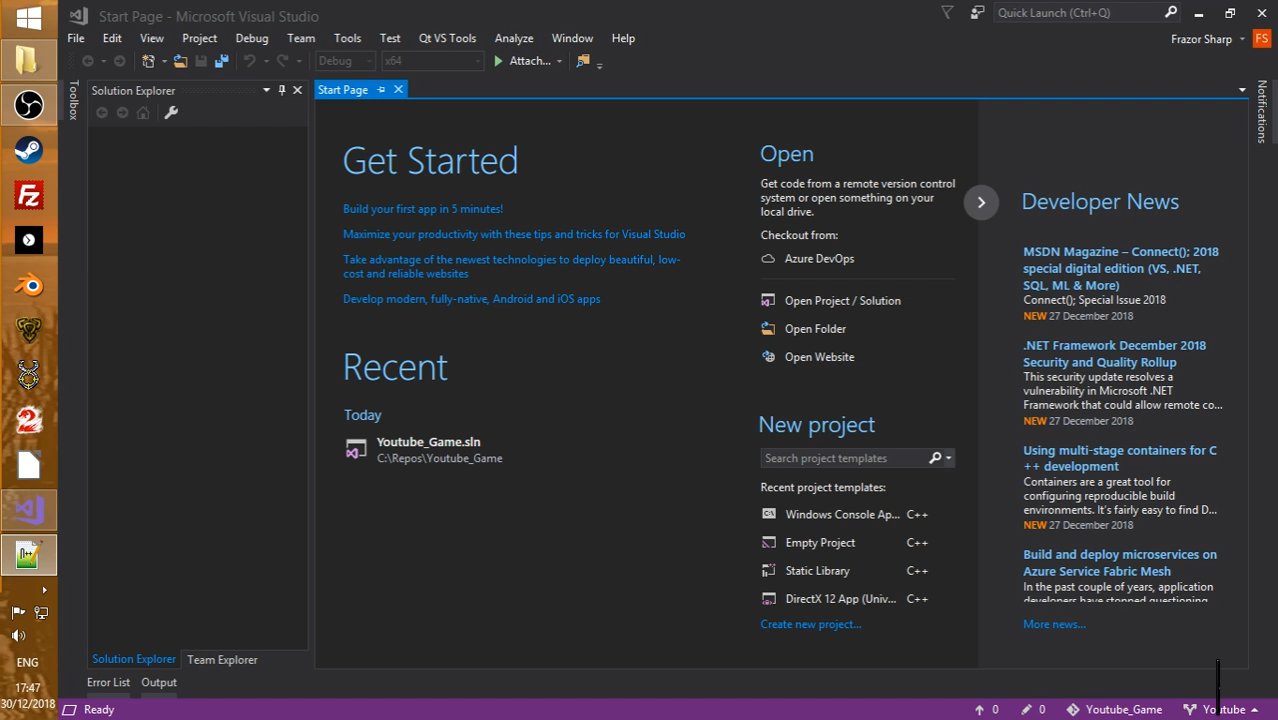 Start Page - Microsoft Visual Studio
Quick Launch (Ctrl+Q)
File Edit View Project Debug Team Tools Test Qt VS Tools Analyze Window Help
Frazor Sharp FS
Debug x64 Attach...
Toolbox
Solution Explorer
Start Page
Notifications
Get Started
Build your first app in 5 minutes!
Maximize your productivity with these tips and tricks for Visual Studio
Take advantage of the newest technologies to deploy beautiful, low-
cost and reliable websites
Develop modern, fully-native, Android and iOS apps
Recent
Today
Youtube_Game.sln
C:\Repos\Youtube_Game
Open
Get code from a remote version control
system or open something on your
local drive.
Checkout from:
Azure DevOps
Open Project / Solution
Open Folder
Open Website
New project
Search project templates
Recent project templates:
Windows Console Ap... C++
Empty Project C++
Static Library C++
DirectX 12 App (Univ... C++
Create new project...
Developer News
MSDN Magazine – Connect(); 2018
special digital edition (VS, .NET,
SQL, ML & More)
Connect(); Special Issue 2018
NEW 27 December 2018
.NET Framework December 2018
Security and Quality Rollup
This security update resolves a
vulnerability in Microsoft .NET
Framework that could allow remote co...
NEW 27 December 2018
Using multi-stage containers for C
++ development
Containers are a great tool for
configuring reproducible build
environments. It's fairly easy to find D...
NEW 27 December 2018
Build and deploy microservices on
Azure Service Fabric Mesh
In the past couple of years, application
developers have stopped questioning
More news...
Solution Explorer Team Explorer
Error List Output
Ready
0 0 Youtube_Game Youtube
Fz
2
ENG
17:47
30/12/2018